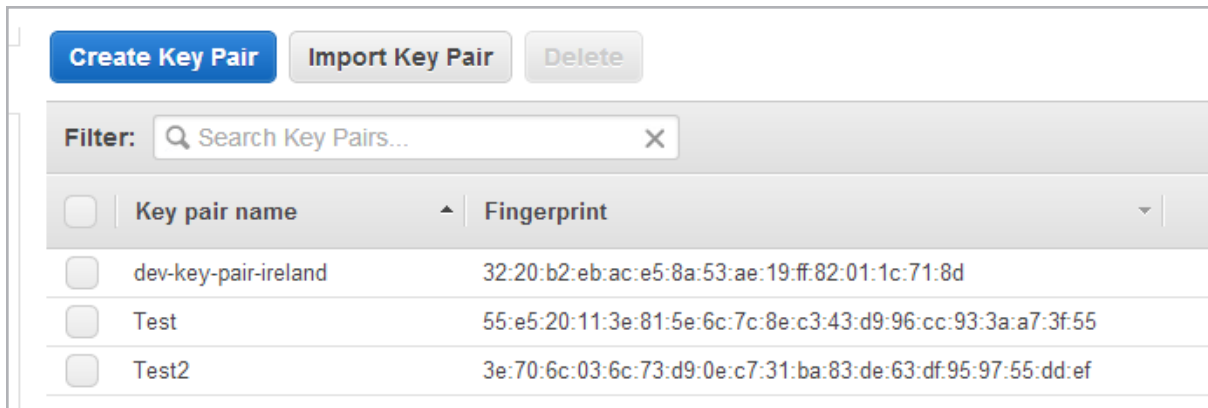 Create Key Pair Import Key Pair Delete
Filter: Search Key Pairs...
Key pair name Fingerprint
dev-key-pair-ireland 32:20:b2:eb:ac:e5:8a:53:ae:19:ff:82:01:1c:71:8d
Test 55:e5:20:11:3e:81:5e:6c:7c:8e:c3:43:d9:96:cc:93:3a:a7:3f:55
Test2 3e:70:6c:03:6c:73:d9:0e:c7:31:ba:83:de:63:df:95:97:55:dd:ef